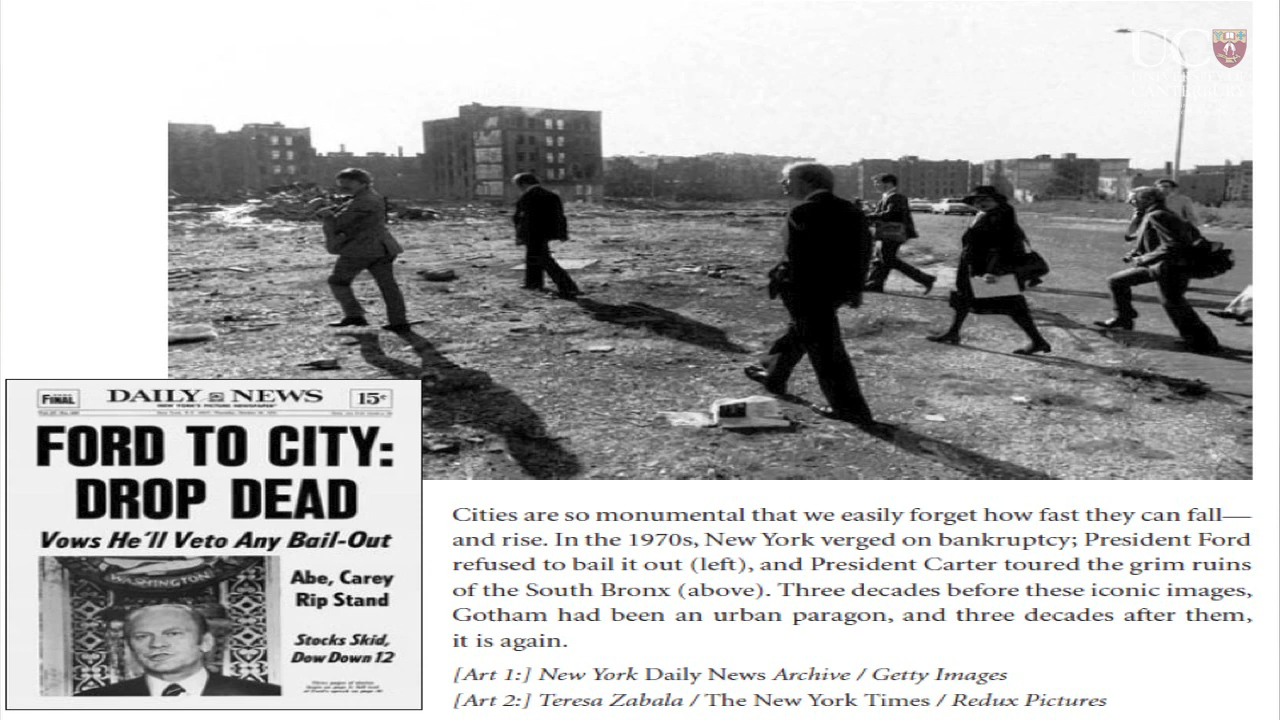 UC
FINAL
DAILY NEWS
15¢
NEW YORK'S PICTURE NEWSPAPER
FORD TO CITY:
DROP DEAD
Vows He'll Veto Any Bail-Out
WASHINGTON
Abe, Carey
Rip Stand
Stocks Skid,
Dow Down 12
Cities are so monumental that we easily forget how fast they can fall—
and rise. In the 1970s, New York verged on bankruptcy; President Ford
refused to bail it out (left), and President Carter toured the grim ruins
of the South Bronx (above). Three decades before these iconic images,
Gotham had been an urban paragon, and three decades after them,
it is again.
[Art 1:] New York Daily News Archive / Getty Images
[Art 2:] Teresa Zabala / The New York Times / Redux Pictures